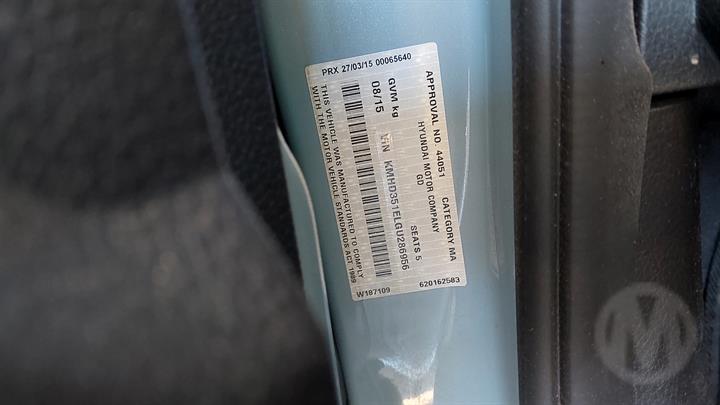 APPROVAL NO. 44051 CATEGORY MA
HYUNDAI MOTOR COMPANY
GD
GVM kg SEATS 5
08/15 VIN KMHD351ELGU286956
THIS VEHICLE WAS MANUFACTURED TO COMPLY
WITH THE MOTOR VEHICLE STANDARDS ACT 1989
PRX 27/03/15 00065640
W187109 620162583
M